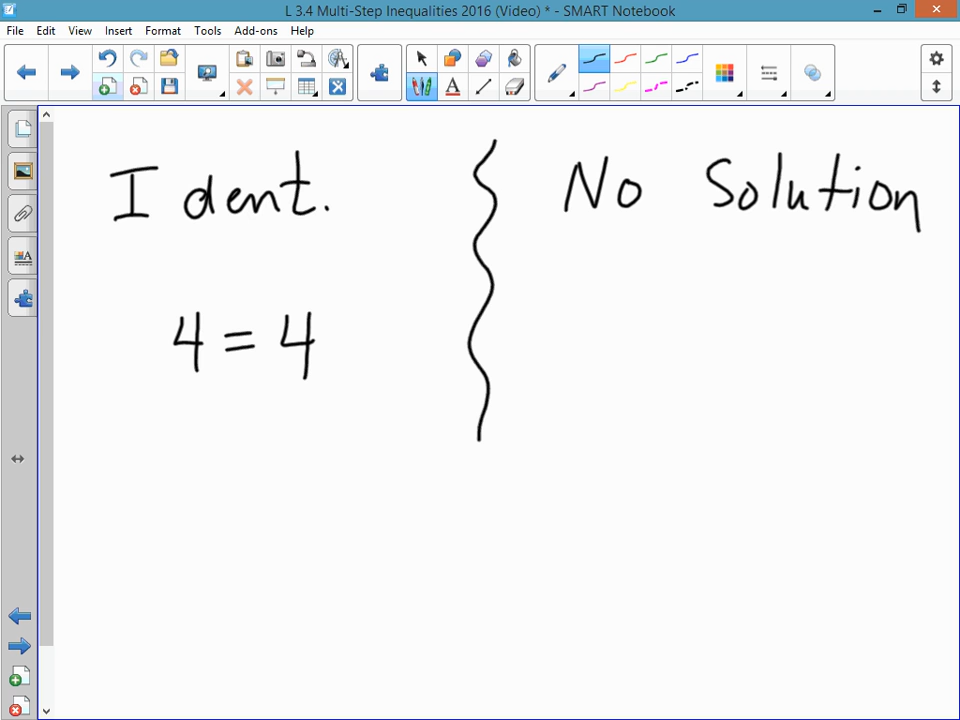 L 3.4 Multi-Step Inequalities 2016 (Video) * - SMART Notebook
File Edit View Insert Format Tools Add-ons Help
Ident. No Solution
4 = 4